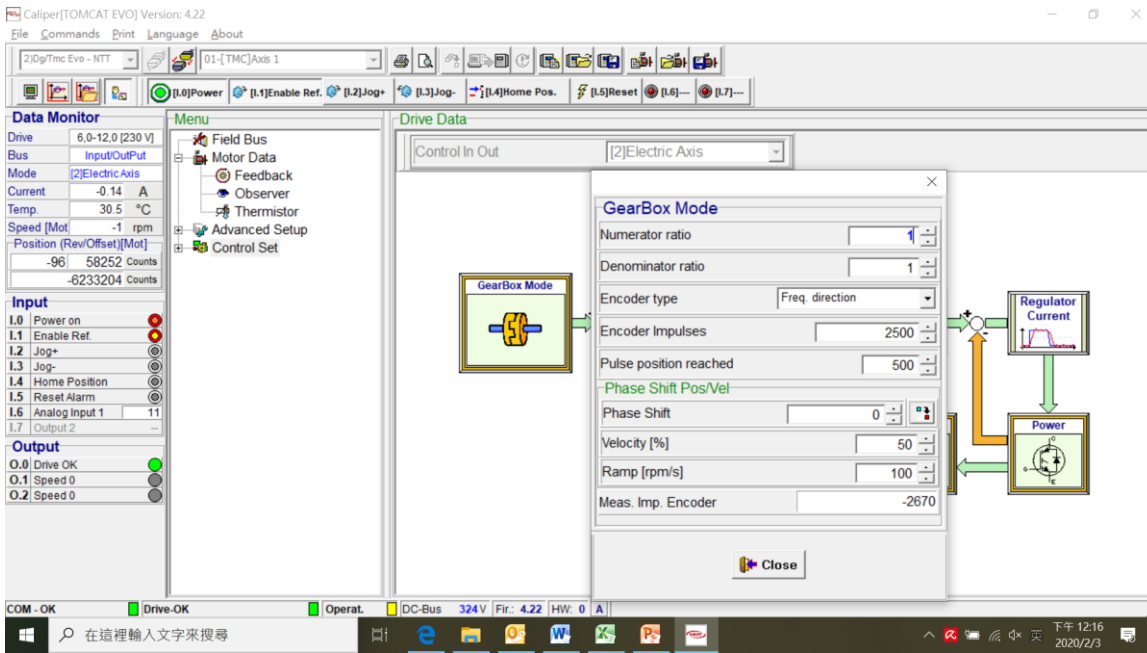 Caliper[TOMCAT EVO] Version: 4.22
File Commands Print Language About
2)Dg/Tmc Evo - NTT
01-[TMC]Axis 1
[I.0]Power
[I.1]Enable Ref.
[I.2]Jog+
[I.3]Jog-
[I.4]Home Pos.
[I.5]Reset
[I.6]---
[I.7]---
Data Monitor
Drive 6,0-12,0 [230 V]
Bus Input/OutPut
Mode [2]Electric Axis
Current -0.14 A
Temp. 30.5 °C
Speed [Mot -1 rpm
Position (Rev/Offset)[Mot]
-96 58252 Counts
-6233204 Counts
Input
I.0 Power on
I.1 Enable Ref.
I.2 Jog+
I.3 Jog-
I.4 Home Position
I.5 Reset Alarm
I.6 Analog Input 1 11
I.7 Output 2 --
Output
O.0 Drive OK
O.1 Speed 0
O.2 Speed 0
Menu
Field Bus
Motor Data
Feedback
Observer
Thermistor
Advanced Setup
Control Set
Drive Data
Control In Out [2]Electric Axis
GearBox Mode
GearBox Mode
Numerator ratio 1
Denominator ratio 1
Encoder type Freq. direction
Encoder Impulses 2500
Pulse position reached 500
Phase Shift Pos/Vel
Phase Shift 0
Velocity [%] 50
Ramp [rpm/s] 100
Meas. Imp. Encoder -2670
Close
+
-
Regulator
Current
Power
C
G
E
COM - OK
Drive-OK
Operat.
DC-Bus 324 V
Fir.: 4.22
HW: 0 A
在這裡輸入文字來搜尋
英
下午 12:16
2020/2/3